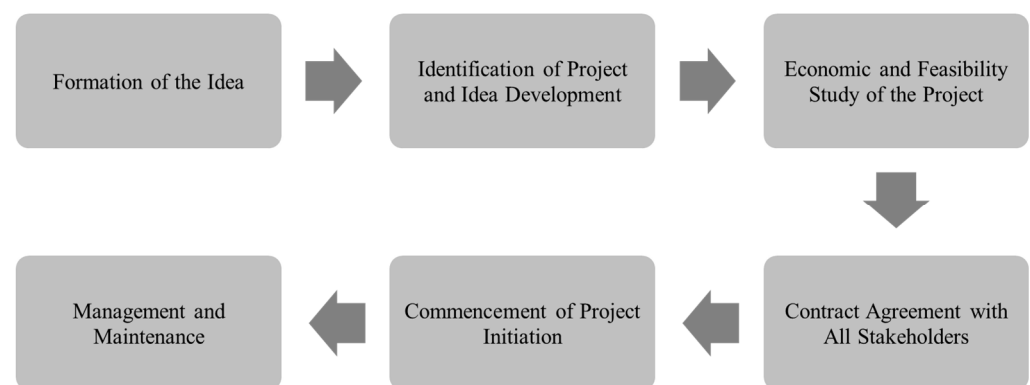 Formation of the Idea
Identification of Project
and Idea Development
Economic and Feasibility
Study of the Project
Contract Agreement with
All Stakeholders
Commencement of Project
Initiation
Management and
Maintenance